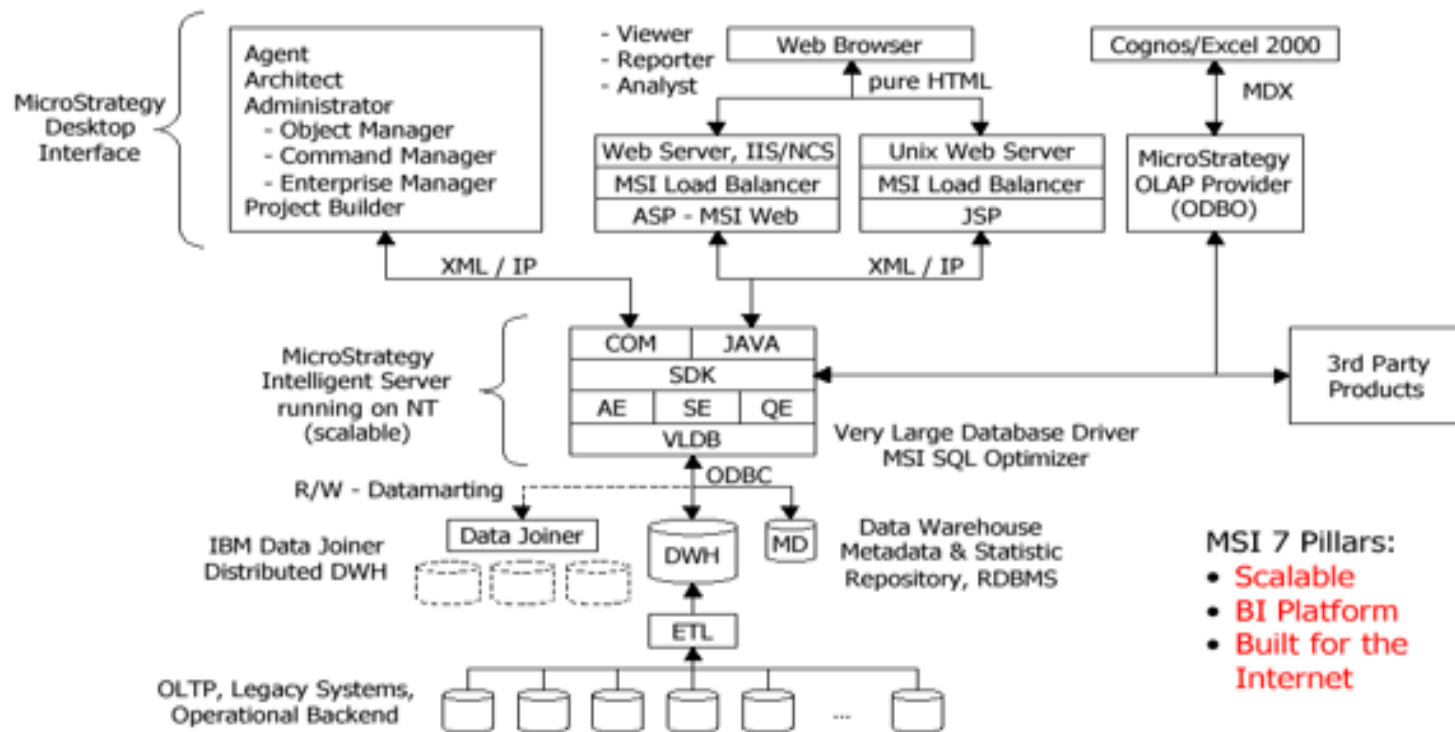 MicroStrategy
Desktop
Interface
Agent
Architect
Administrator
- Object Manager
- Command Manager
- Enterprise Manager
Project Builder
- Viewer
- Reporter
- Analyst
Web Browser
pure HTML
Cognos/Excel 2000
MDX
Web Server, IIS/NCS
MSI Load Balancer
ASP - MSI Web
Unix Web Server
MSI Load Balancer
JSP
MicroStrategy
OLAP Provider
(ODBO)
XML / IP
XML / IP
MicroStrategy
Intelligent Server
running on NT
(scalable)
COM
JAVA
SDK
AE
SE
QE
VLDB
3rd Party
Products
Very Large Database Driver
MSI SQL Optimizer
ODBC
R/W - Datamarting
Data Joiner
IBM Data Joiner
Distributed DWH
DWH
MD
Data Warehouse
Metadata & Statistic
Repository, RDBMS
ETL
OLTP, Legacy Systems,
Operational Backend
...
MSI 7 Pillars:
• Scalable
• BI Platform
• Built for the
Internet